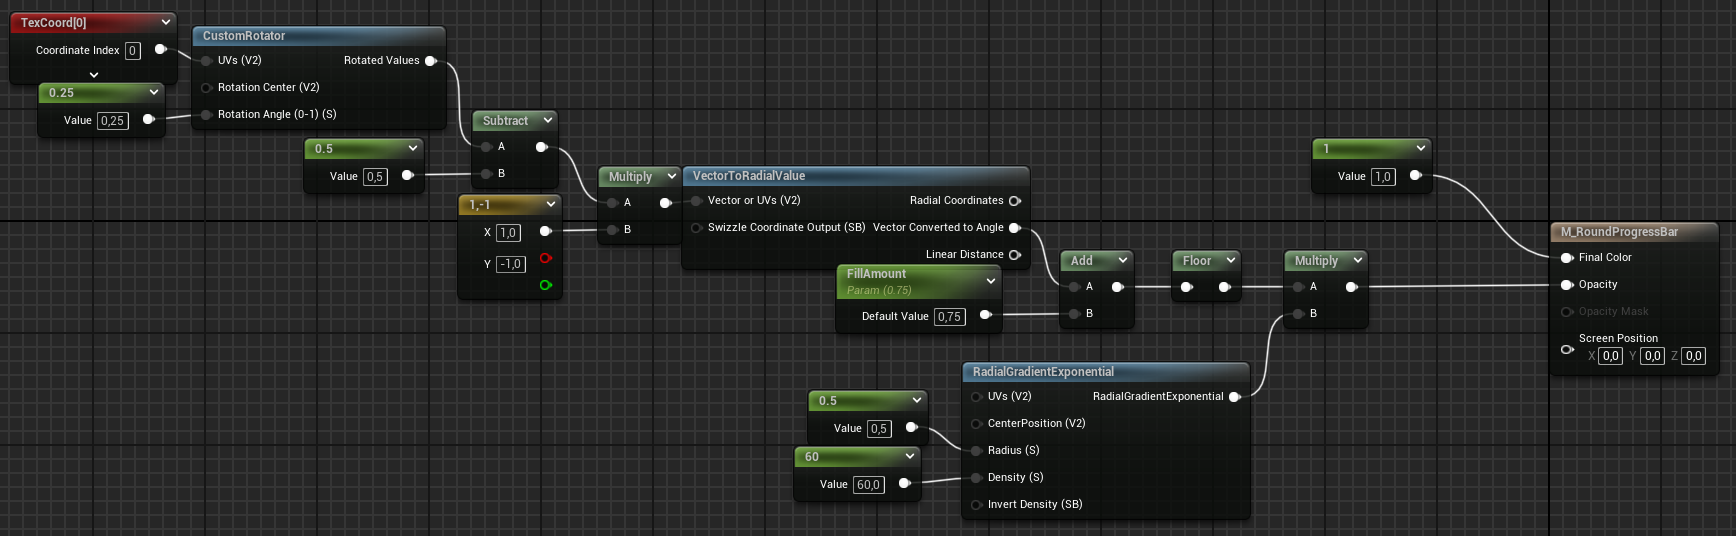 TexCoord[0]
Coordinate Index 0
0.25
Value 0,25
CustomRotator
UVs (V2) Rotated Values
Rotation Center (V2)
Rotation Angle (0-1) (S)
0.5
Value 0,5
Subtract
A
B
1,-1
X 1,0
Y -1,0
Multiply
A
B
VectorToRadialValue
Vector or UVs (V2) Radial Coordinates
Swizzle Coordinate Output (SB) Vector Converted to Angle
Linear Distance
FillAmount
Param (0.75)
Default Value 0,75
Add
A
B
Floor
Multiply
A
B
1
Value 1,0
M_RoundProgressBar
Final Color
Opacity
Opacity Mask
Screen Position
X 0,0 Y 0,0 Z 0,0
0.5
Value 0,5
60
Value 60,0
RadialGradientExponential
UVs (V2) RadialGradientExponential
CenterPosition (V2)
Radius (S)
Density (S)
Invert Density (SB)